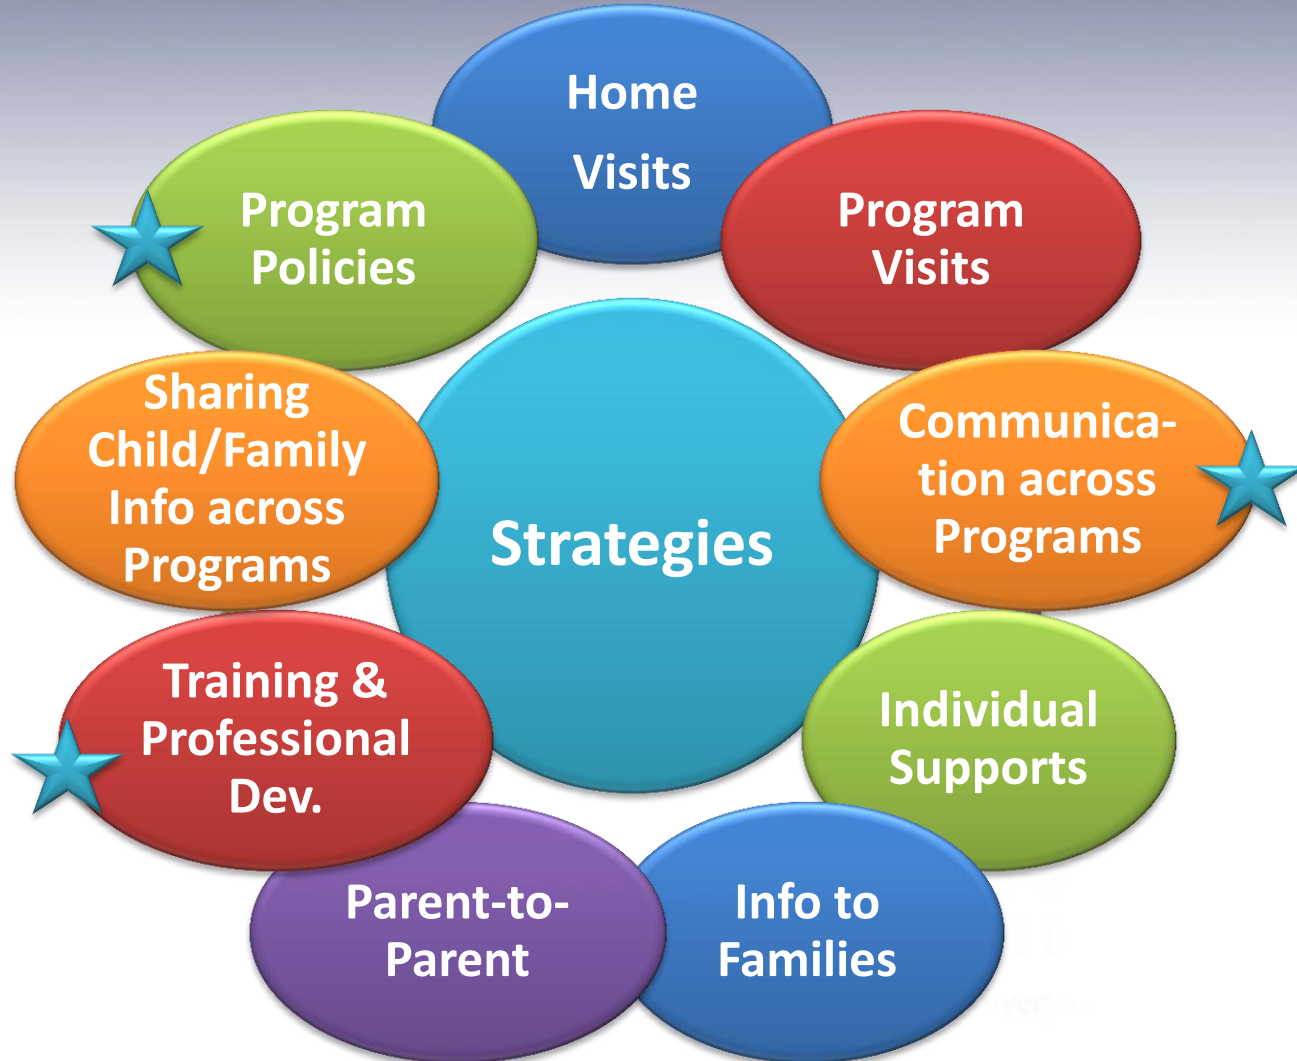 Home
Visits
Program
Visits
Communica-
tion across
Programs
Individual
Supports
Info to
Families
Parent-to-
Parent
Training &
Professional
Dev.
Sharing
Child/Family
Info across
Programs
Program
Policies
Strategies